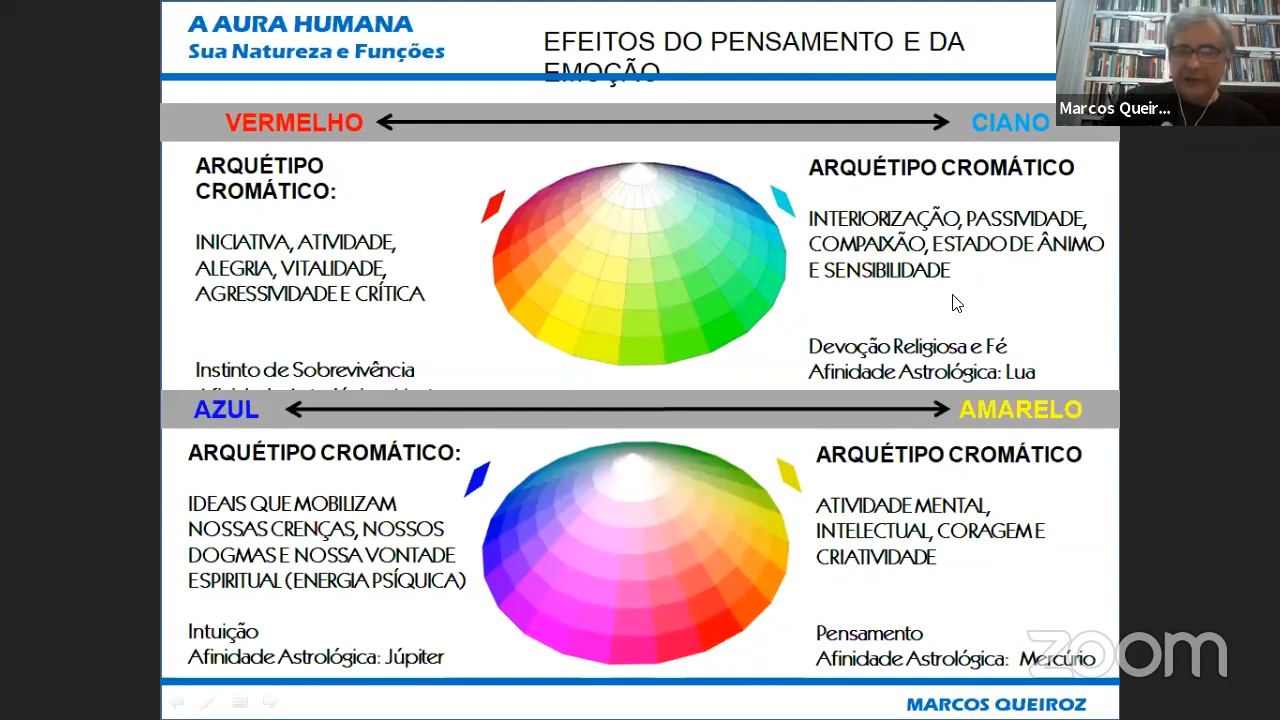 A AURA HUMANA
Sua Natureza e Funções
EFEITOS DO PENSAMENTO E DA
EMOÇÃO
Marcos Queir...
VERMELHO
CIANO
ARQUÉTIPO
CROMÁTICO:
INICIATIVA, ATIVIDADE,
ALEGRIA, VITALIDADE,
AGRESSIVIDADE E CRÍTICA
Instinto de Sobrevivência
ARQUÉTIPO CROMÁTICO
INTERIORIZAÇÃO, PASSIVIDADE,
COMPAIXÃO, ESTADO DE ÂNIMO
E SENSIBILIDADE
Devoção Religiosa e Fé
Afinidade Astrológica: Lua
AZUL
AMARELO
ARQUÉTIPO CROMÁTICO:
IDEAIS QUE MOBILIZAM
NOSSAS CRENÇAS, NOSSOS
DOGMAS E NOSSA VONTADE
ESPIRITUAL (ENERGIA PSÍQUICA)
Intuição
Afinidade Astrológica: Júpiter
ARQUÉTIPO CROMÁTICO
ATIVIDADE MENTAL,
INTELECTUAL, CORAGEM E
CRIATIVIDADE
Pensamento
Afinidade Astrológica: Mercúrio
zoom
MARCOS QUEIROZ